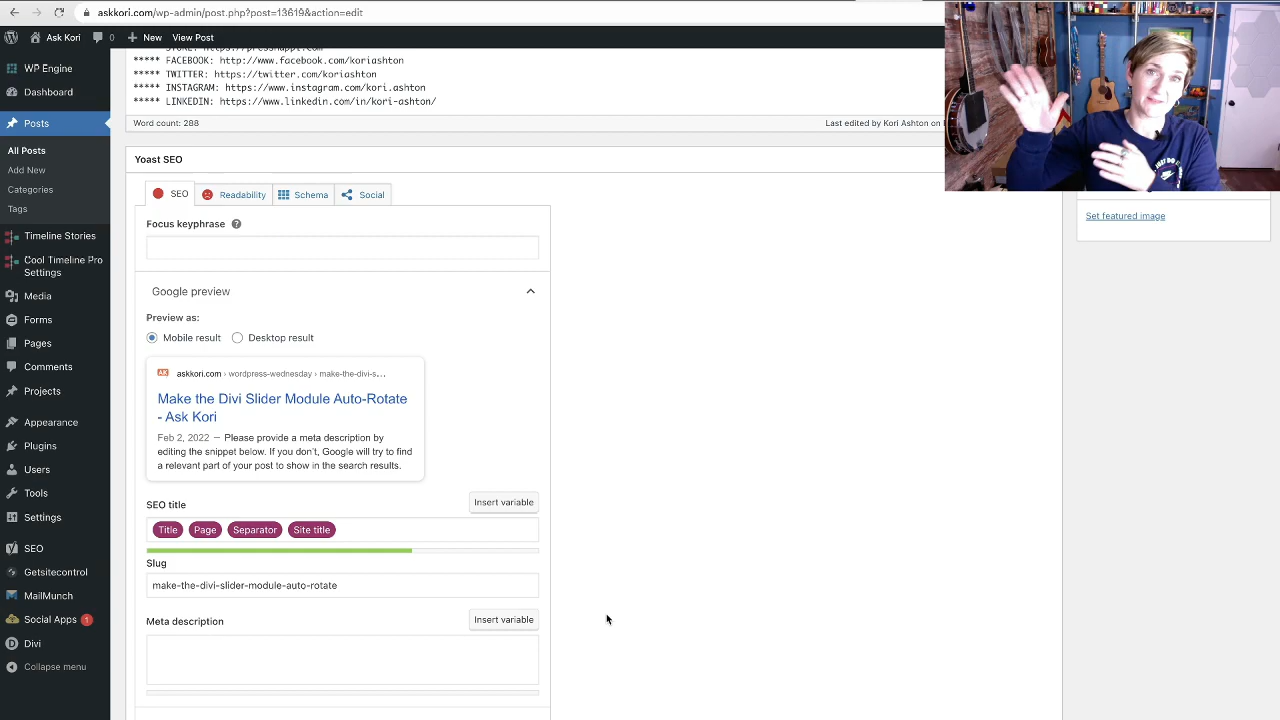 askkori.com/wp-admin/post.php?post=13619&action=edit
Ask Kori
0
New
View Post
WP Engine
Dashboard
Posts
All Posts
Add New
Categories
Tags
Timeline Stories
Cool Timeline Pro
Settings
Media
Forms
Pages
Comments
Projects
Appearance
Plugins
Users
Tools
Settings
SEO
Getsitecontrol
MailMunch
Social Apps 1
Divi
Collapse menu
***** FACEBOOK: http://www.facebook.com/koriashton
***** TWITTER: https://twitter.com/koriashton
***** INSTAGRAM: https://www.instagram.com/kori.ashton
***** LINKEDIN: https://www.linkedin.com/in/kori-ashton/
Word count: 288
Last edited by Kori Ashton on
Yoast SEO
SEO
Readability
Schema
Social
Focus keyphrase
Google preview
Preview as:
Mobile result
Desktop result
askkori.com › wordpress-wednesday › make-the-divi-s...
Make the Divi Slider Module Auto-Rotate
- Ask Kori
Feb 2, 2022 – Please provide a meta description by
editing the snippet below. If you don't, Google will try to find
a relevant part of your post to show in the search results.
SEO title
Insert variable
Title Page Separator Site title
Slug
make-the-divi-slider-module-auto-rotate
Meta description
Insert variable
Set featured image
JUST DO